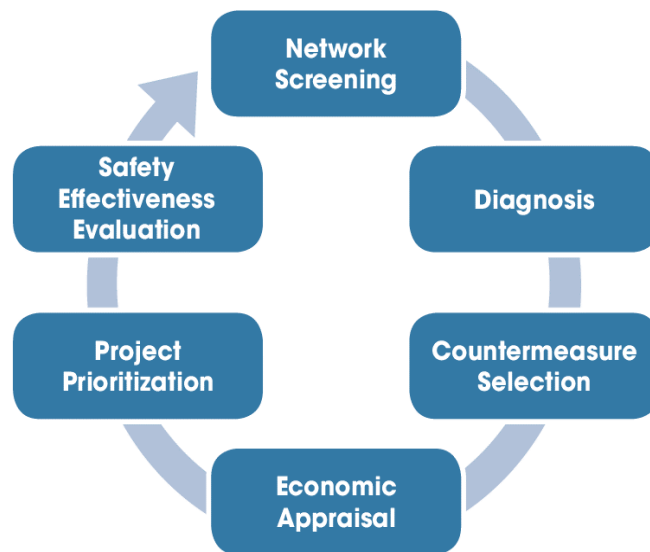 Network
Screening
Diagnosis
Countermeasure
Selection
Economic
Appraisal
Project
Prioritization
Safety
Effectiveness
Evaluation